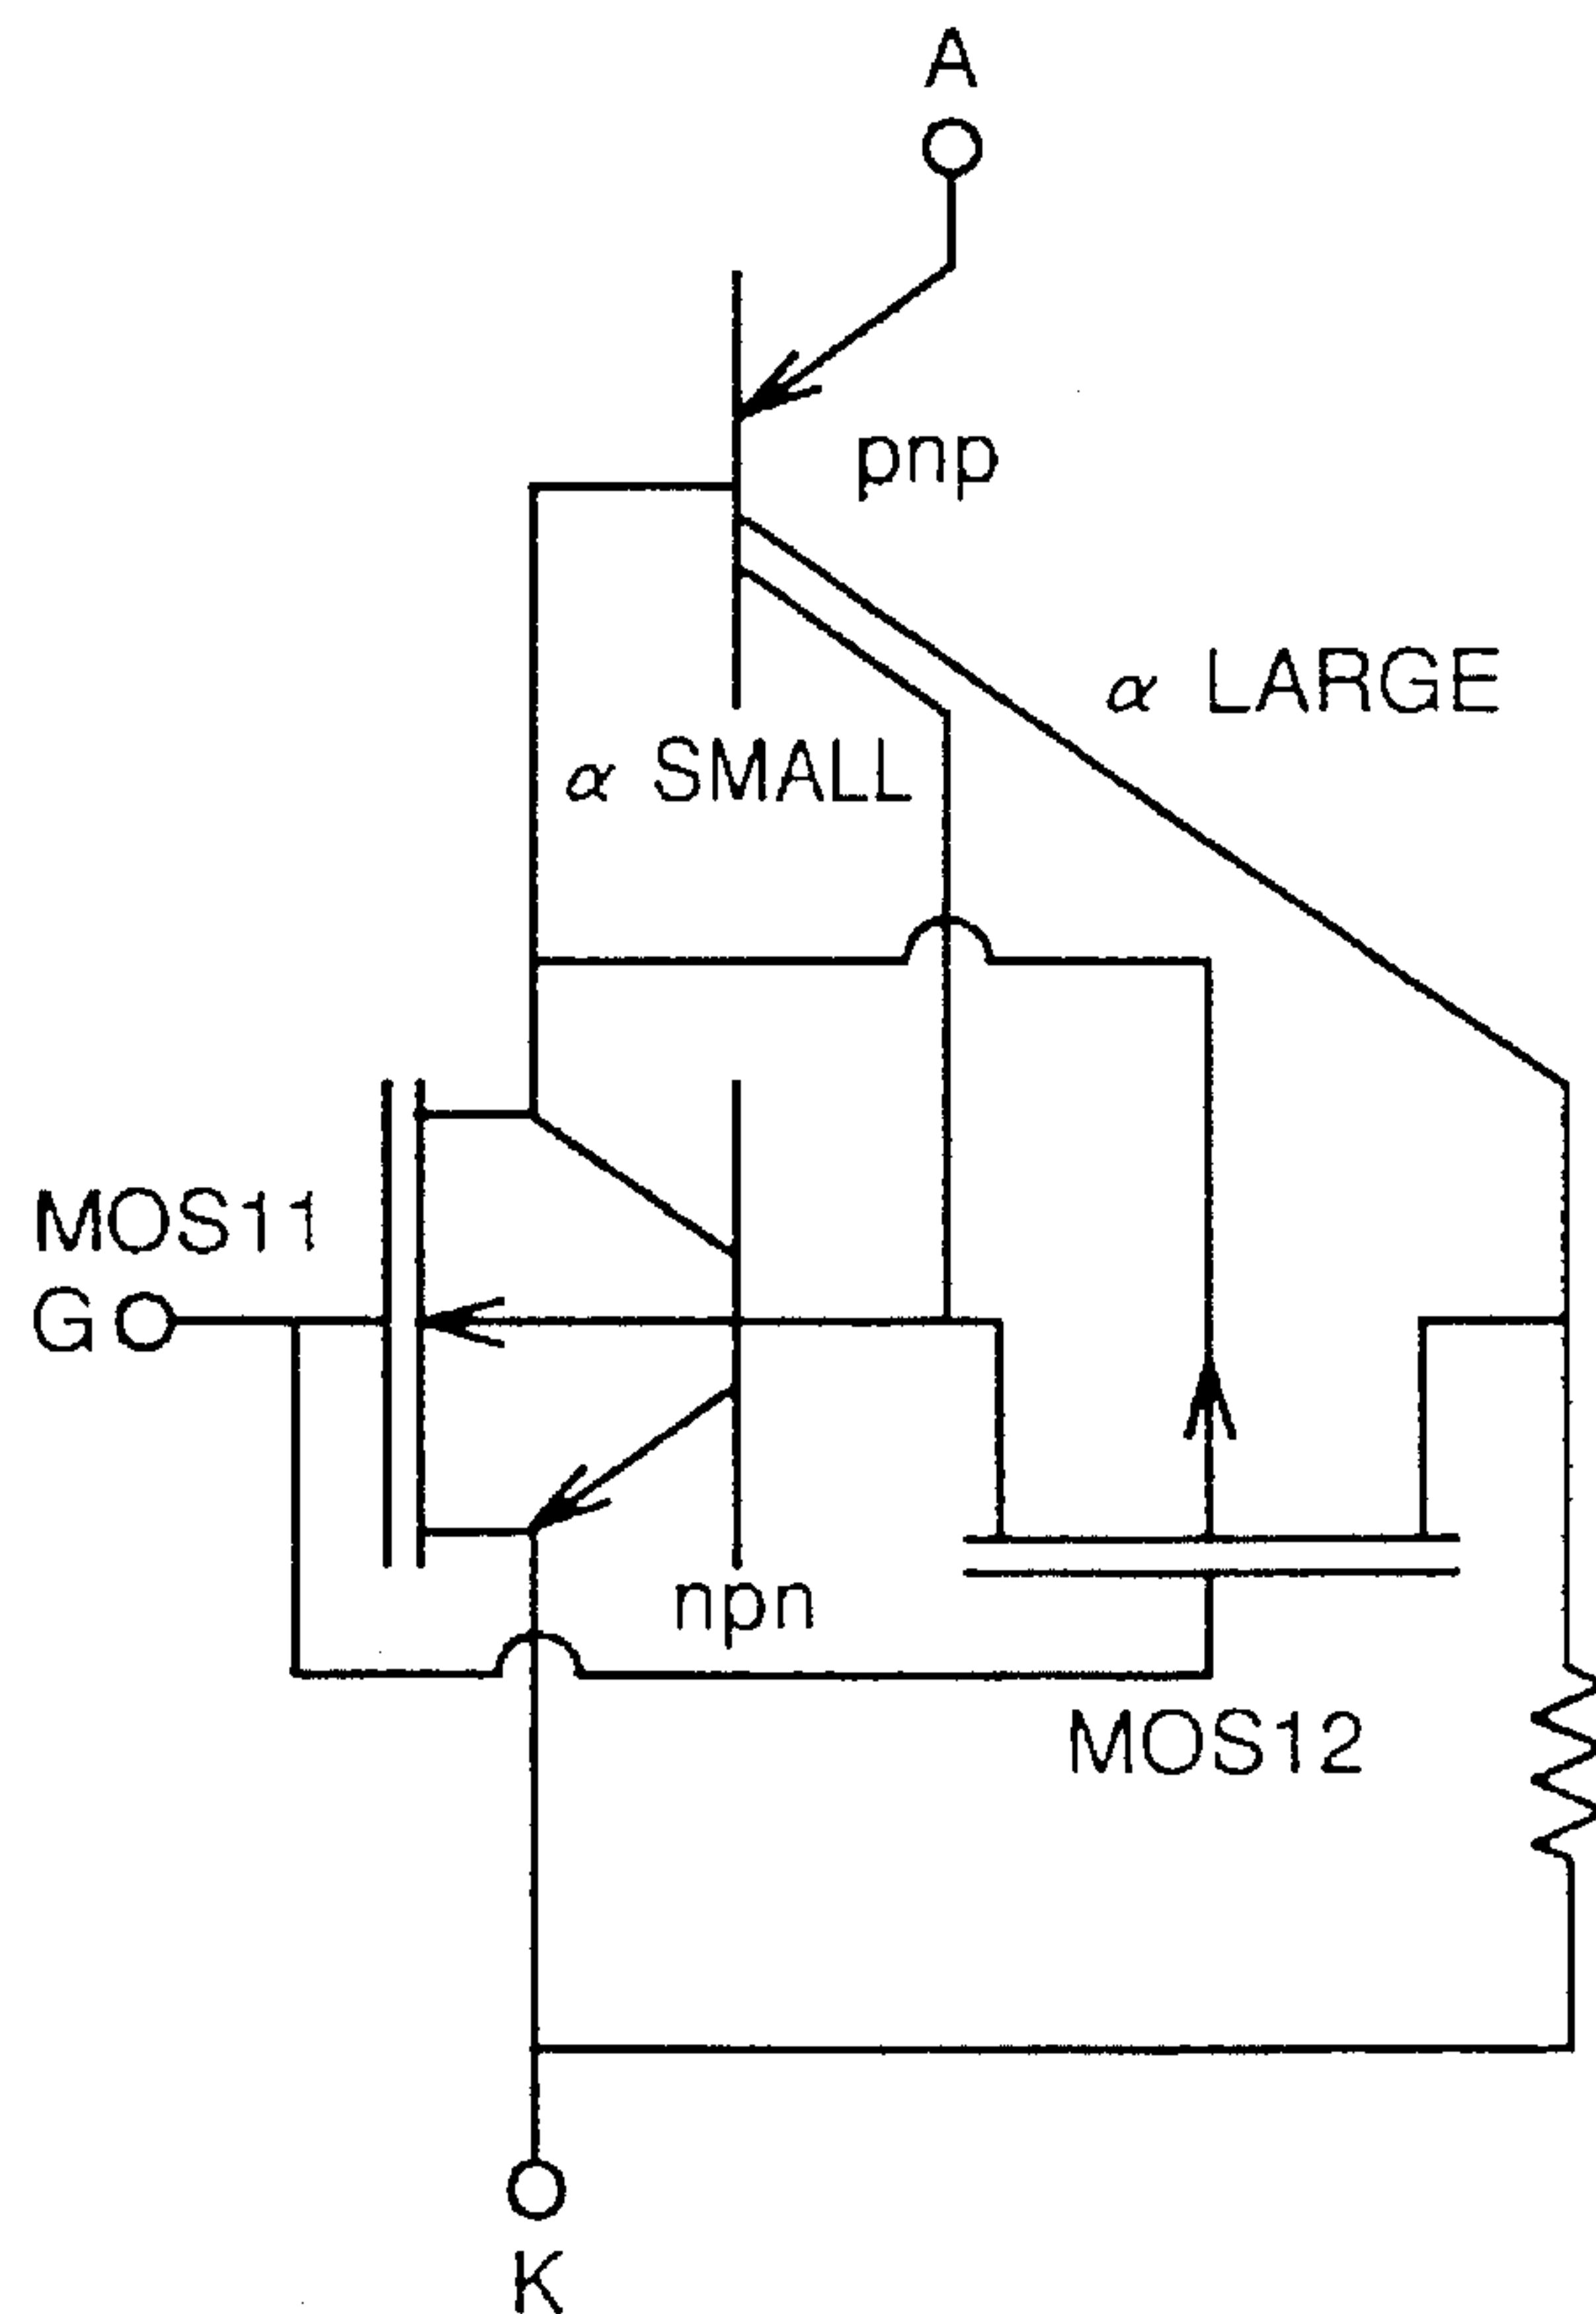 A
pnp
α LARGE
α SMALL
MOS11
G
npn
MOS12
K